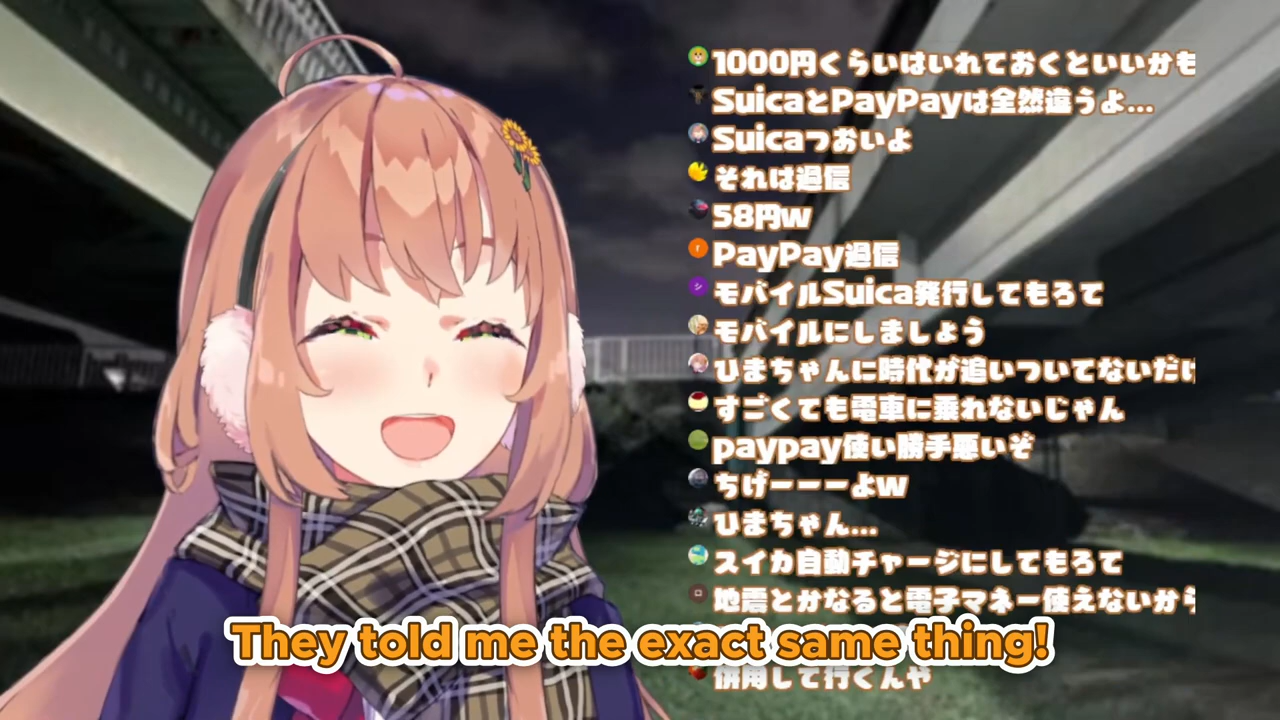 1000円くらいはいれておくといいかも
SuicaとPayPayは全然違うよ...
Suicaつおいよ
それは過信
58円w
PayPay過信
モバイルSuica発行してもろて
モバイルにしましょう
ひまちゃんに時代が追いついてないだけ
すごくても電車に乗れないじゃん
paypay使い勝手悪いぞ
ちげーーーよw
ひまちゃん...
スイカ自動チャージにしてもろて
地震とかなると電子マネー使えないから
They told me the exact same thing!
併用して行くんや